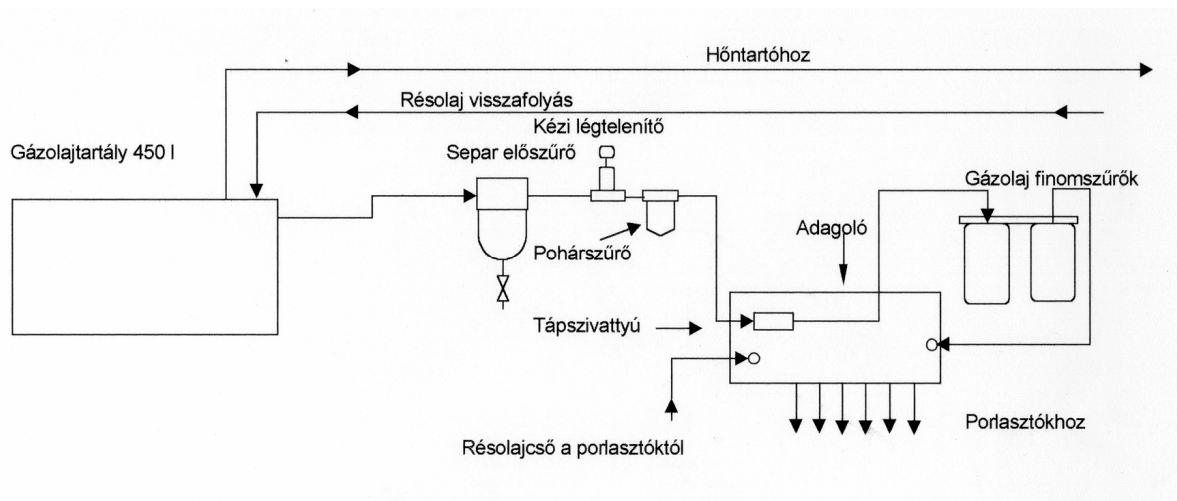 Hőntartóhoz
Résolaj visszafolyás
Kézi légtelenítő
Gázolajtartály 450 l
Separ előszűrő
Gázolaj finomszűrők
Pohárszűrő
Adagoló
Tápszivattyú
Porlasztókhoz
Résolajcső a porlasztóktól